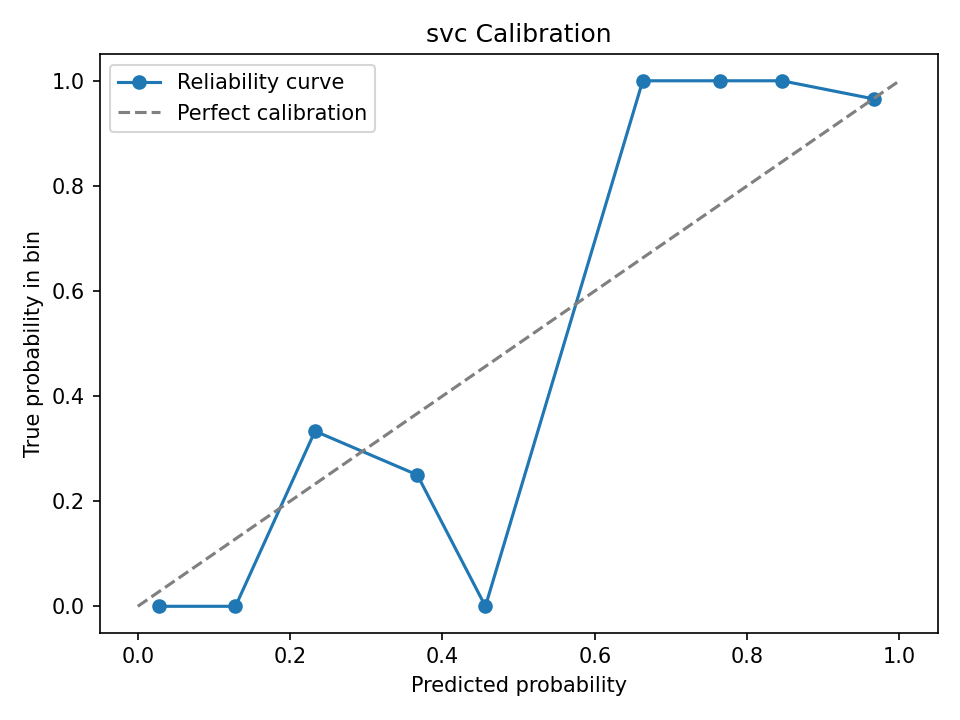 svc Calibration
Reliability curve
Perfect calibration
1.0
0.8
0.6
0.4
0.2
0.0
True probability in bin
0.0 0.2 0.4 0.6 0.8 1.0
Predicted probability